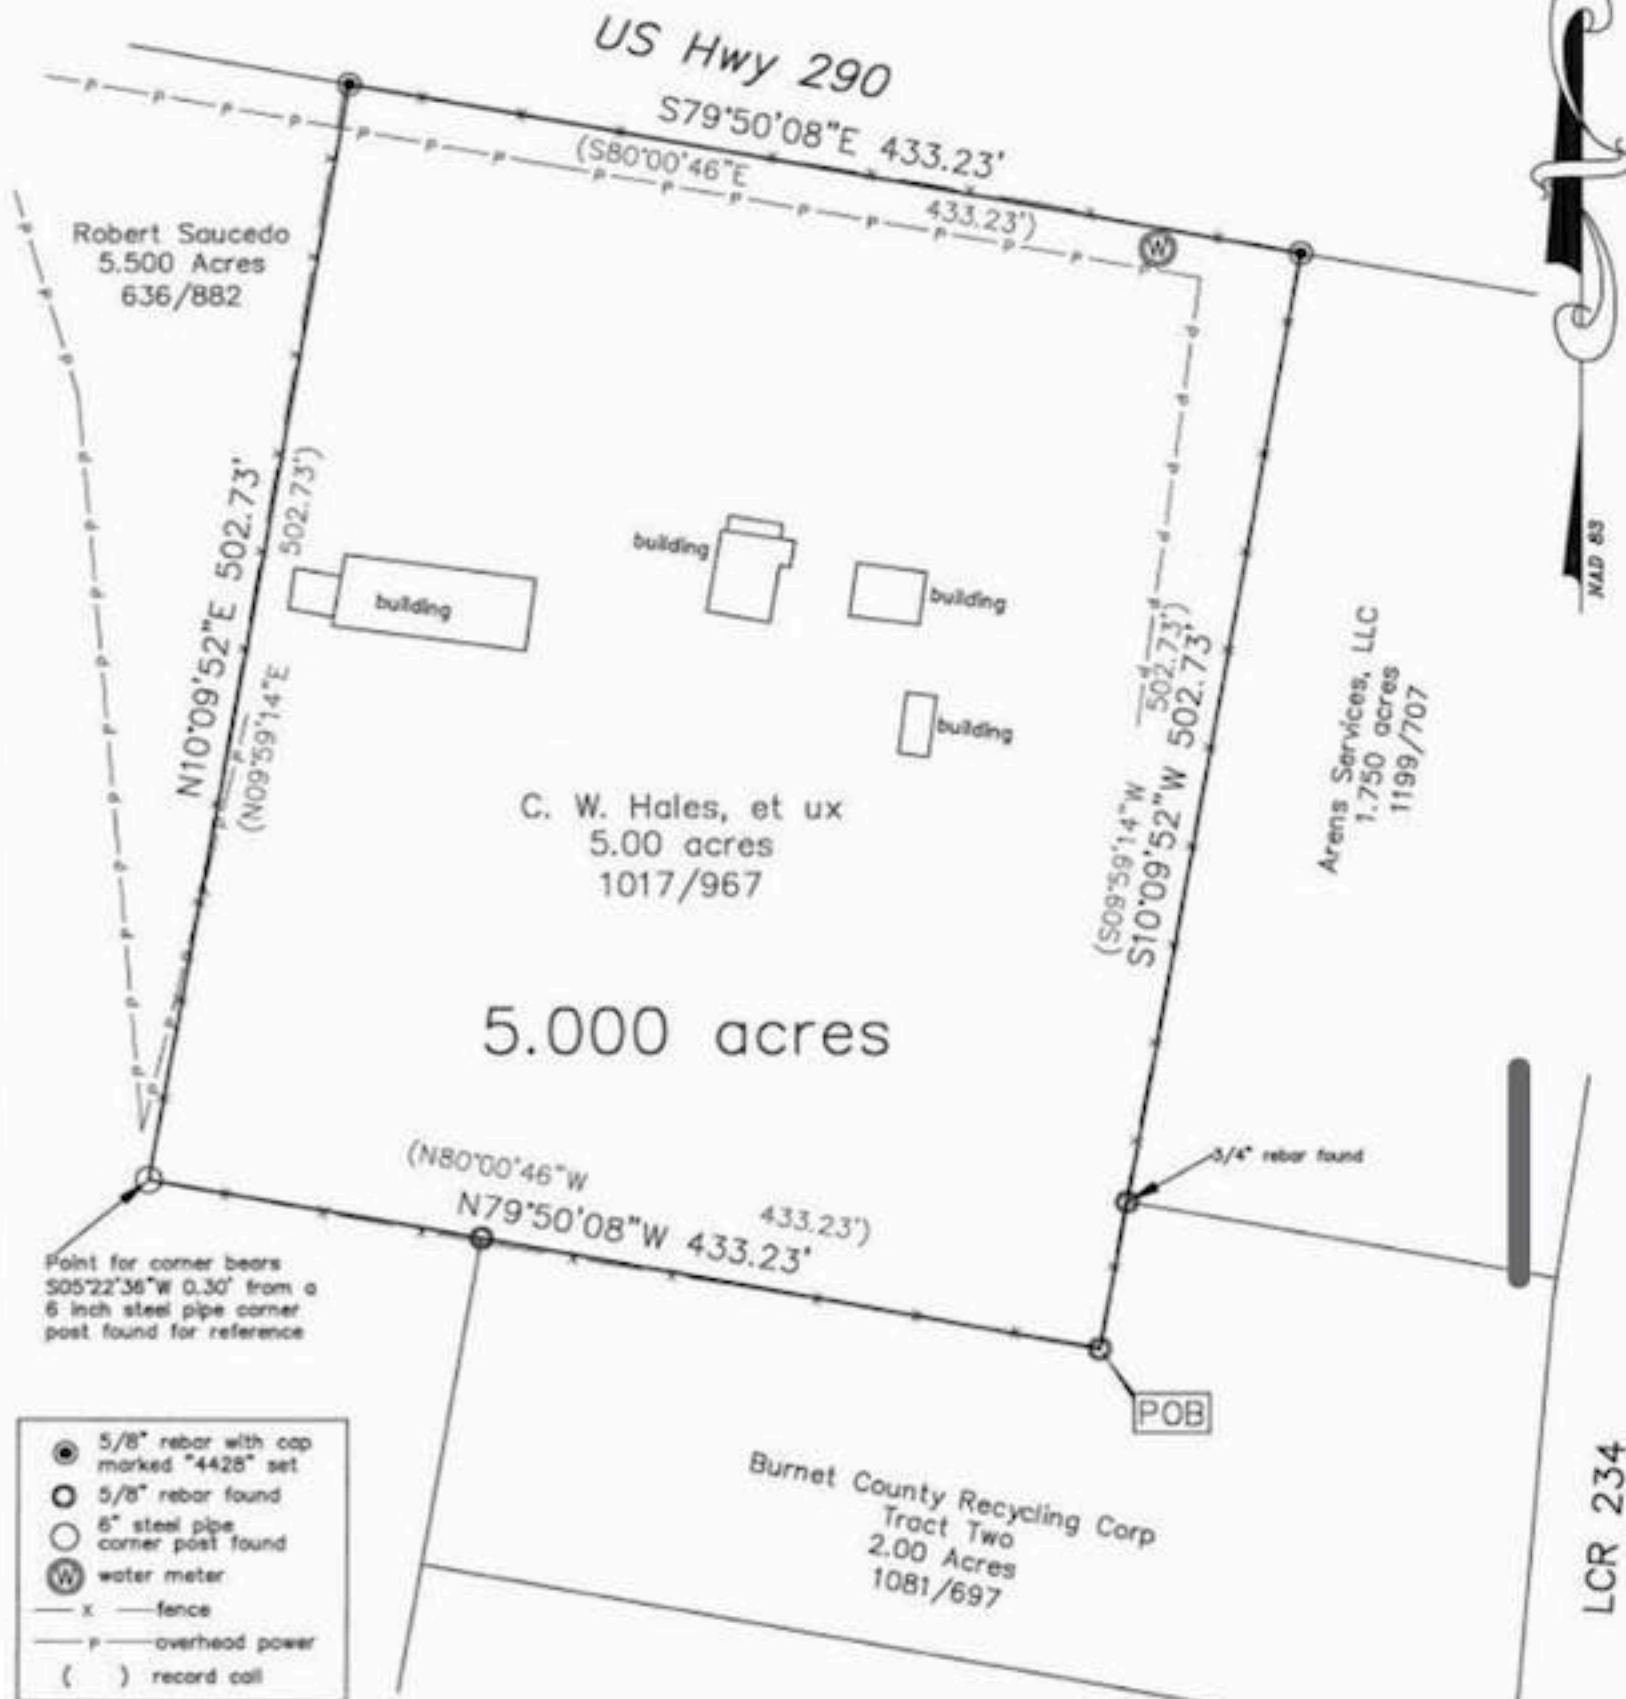 US Hwy 290
S79°50'08"E 433.23'
(S80°00'46"E
433.23')
W
Robert Saucedo
5.500 Acres
636/882
N10°09'52"E 502.73'
502.73')
(N09°59'14"E
building
building
building
building
502.73')
(S09°59'14"W
S10°09'52"W 502.73'
Arens Services, LLC
1.750 acres
1199/707
NAD 83
C. W. Hales, et ux
5.00 acres
1017/967
5.000 acres
3/4" rebar found
(N80°00'46"W
433.23')
N79°50'08"W 433.23'
Point for corner bears
S05°22'36"W 0.30' from a
6 inch steel pipe corner
post found for reference
POB
Burnet County Recycling Corp
Tract Two
2.00 Acres
1081/697
LCR 234
5/8" rebar with cap
marked "4428" set
5/8" rebar found
6" steel pipe
corner post found
W water meter
x fence
P overhead power
( ) record call